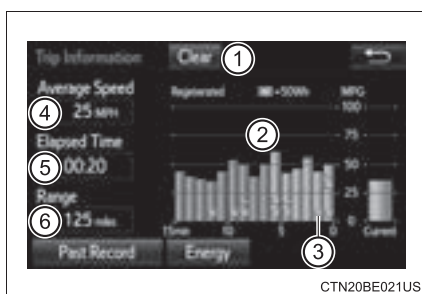 Trip Information Clear 1
Average Speed Regenerated =50Wh MPG
4 25 MPH
100
2
75
Elapsed Time
5 00:20
50
25
Range
6 125 miles
0
15min 10 5 0 Current
3
Past Record Energy
CTN20BE021US